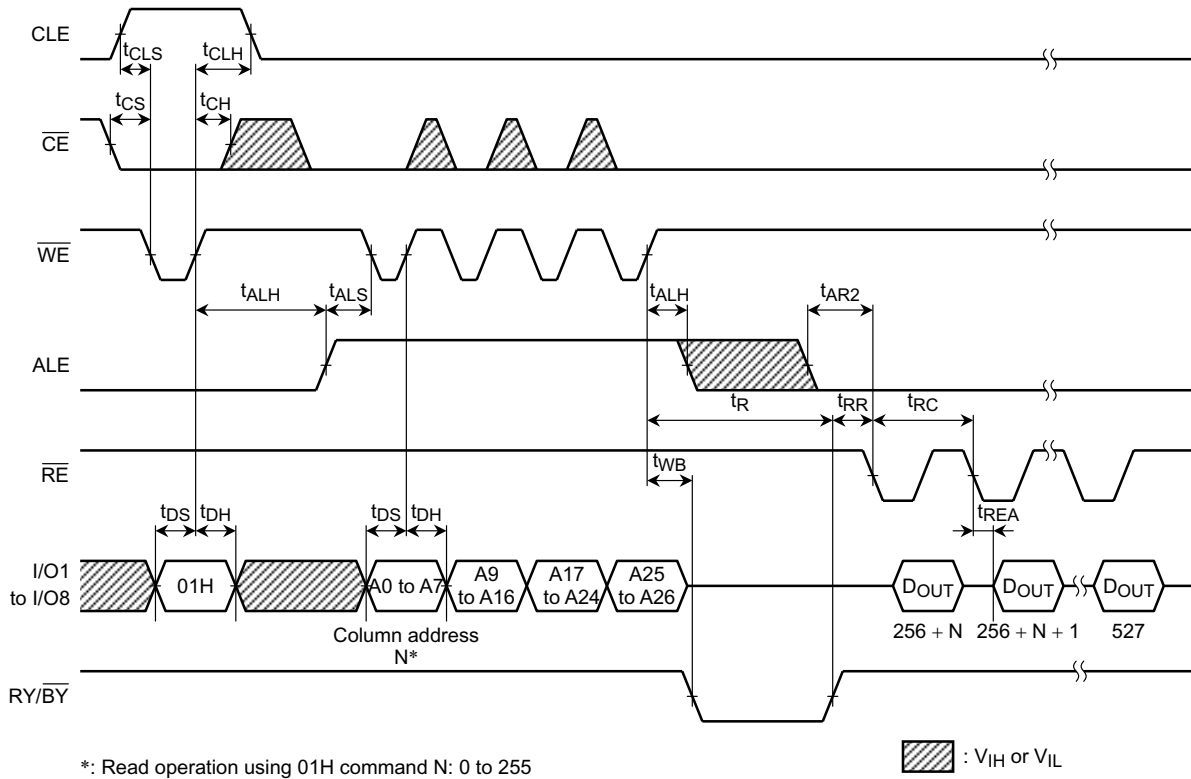 CLE
tCLS
tCLH
tCS
tCH
CE
WE
tALH
tALS
tALH
tAR2
ALE
tR
tRR
tRC
RE
tWB
tDS
tDH
tDS
tDH
tREA
I/O1
to I/O8
01H
A0 to A7
A9
to A16
A17
to A24
A25
to A26
DOUT
DOUT
DOUT
256 + N
256 + N + 1
527
Column address
N*
RY/BY
*: Read operation using 01H command N: 0 to 255
: VIH or VIL